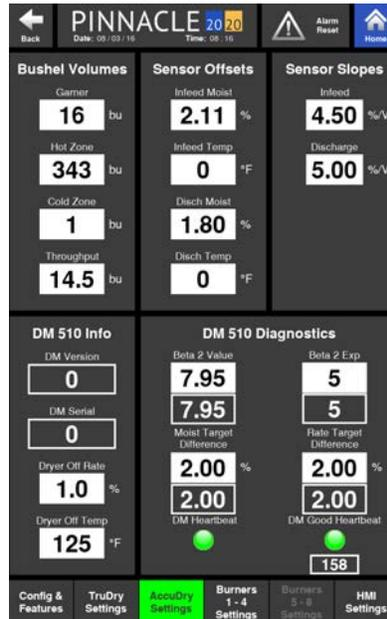 Back
PINNACLE 20 20
Date: 08/03/16 Time: 08:16
Alarm
Reset
Home
Bushel Volumes
Garner
16 bu
Hot Zone
343 bu
Cold Zone
1 bu
Throughput
14.5 bu
Sensor Offsets
Infeed Moist
2.11 %
Infeed Temp
0 °F
Disch Moist
1.80 %
Disch Temp
0 °F
Sensor Slopes
Infeed
4.50 %/V
Discharge
5.00 %/V
DM 510 Info
DM Version
0
DM Serial
0
Dryer Off Rate
1.0 %
Dryer Off Temp
125 °F
DM 510 Diagnostics
Beta 2 Value
7.95
7.95
Beta 2 Exp
5
5
Moist Target
Difference
2.00 %
2.00
Rate Target
Difference
2.00 %
2.00
DM Heartbeat
DM Good Heartbeat
158
Config &
Features
TruDry
Settings
AccuDry
Settings
Burners
1 - 4
Settings
Burners
5 - 8
Settings
HMI
Settings